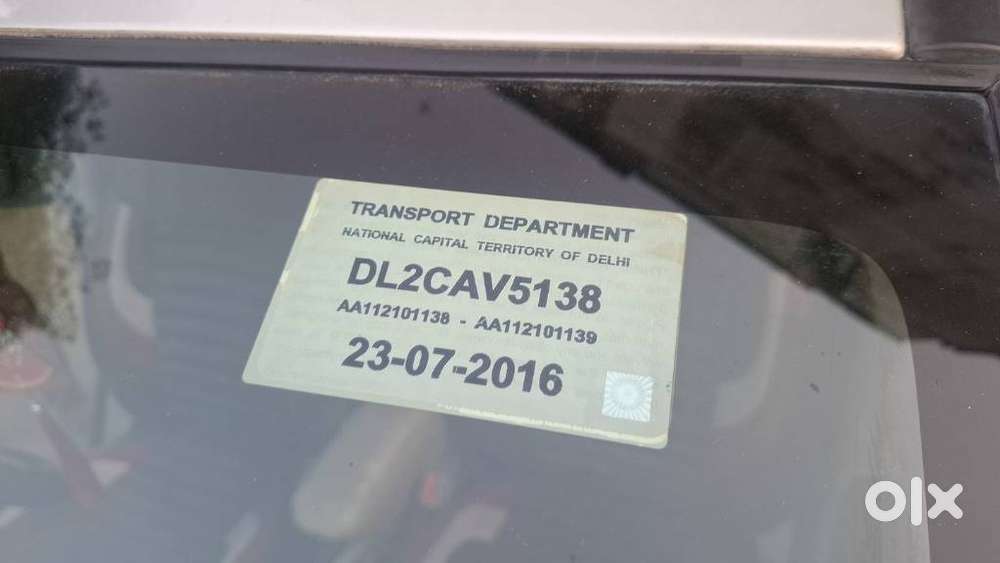 TRANSPORT DEPARTMENT
NATIONAL CAPITAL TERRITORY OF DELHI
DL2CAV5138
AA112101138 - AA112101139
23-07-2016
olx